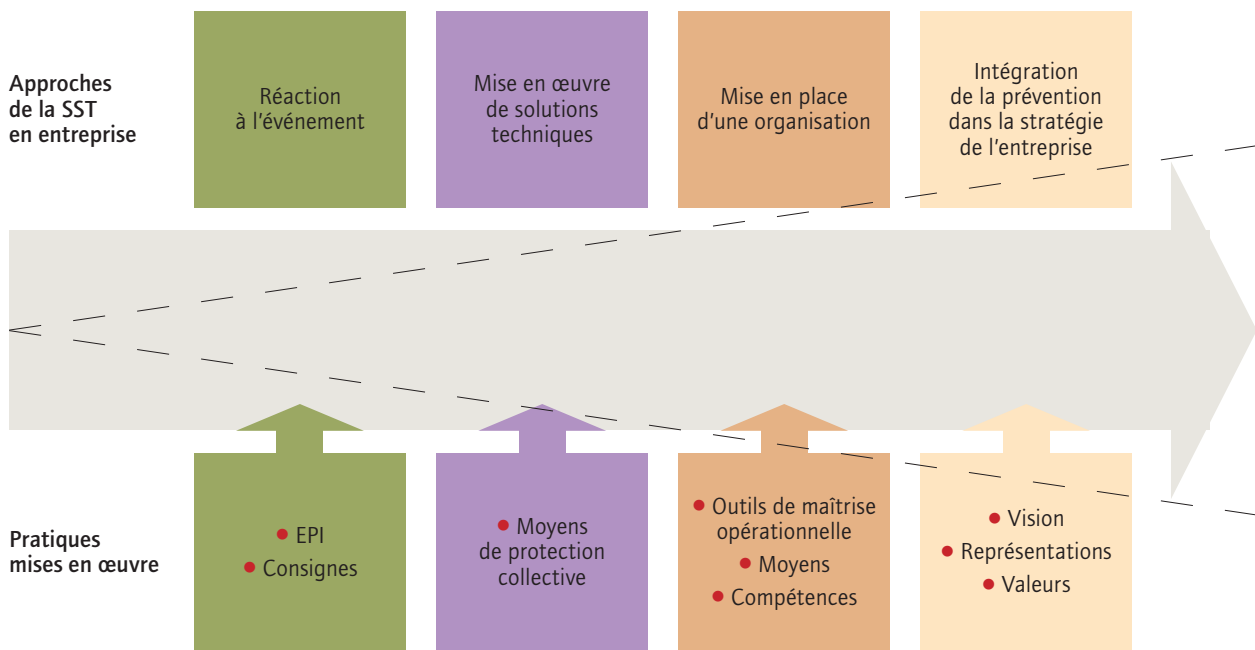 Approches
de la SST
en entreprise
Réaction
à l'événement
Mise en œuvre
de solutions
techniques
Mise en place
d'une organisation
Intégration
de la prévention
dans la stratégie
de l'entreprise
Pratiques
mises en œuvre
• EPI
• Consignes
• Moyens
de protection
collective
• Outils de maîtrise
opérationnelle
• Moyens
• Compétences
• Vision
• Représentations
• Valeurs